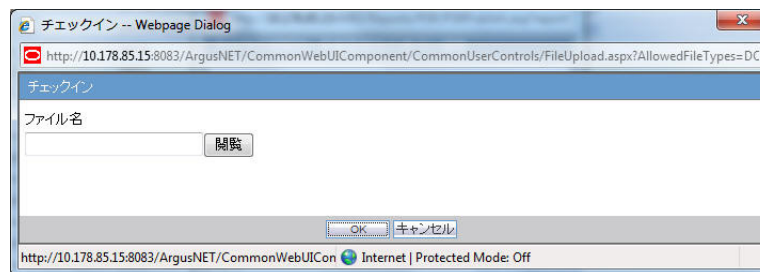 チェックイン -- Webpage Dialog
X
http://10.178.85.15:8083/ArgusNET/CommonWebUIComponent/CommonUserControls/FileUpload.aspx?AllowedFileTypes=DC
チェックイン
ファイル名
閲覧
OK キャンセル
http://10.178.85.15:8083/ArgusNET/CommonWebUICon Internet | Protected Mode: Off